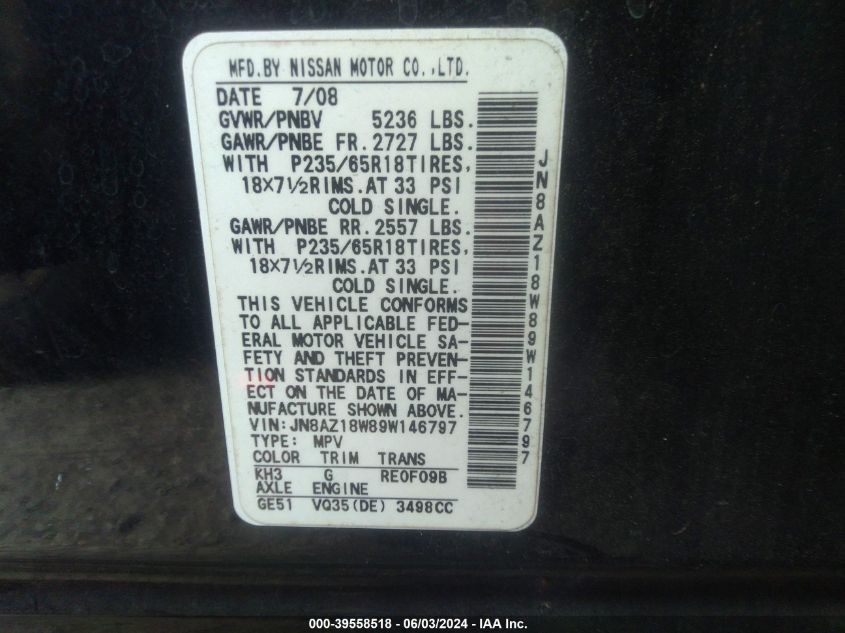 MFD.BY NISSAN MOTOR CO.,LTD.
DATE 7/08
GVWR/PNBV 5236 LBS.
GAWR/PNBE FR.2727 LBS.
WITH P235/65R18TIRES,
18X7½RIMS.AT 33 PSI
COLD SINGLE.
GAWR/PNBE RR.2557 LBS.
WITH P235/65R18TIRES,
18X7½RIMS.AT 33 PSI
COLD SINGLE.
THIS VEHICLE CONFORMS
TO ALL APPLICABLE FED-
ERAL MOTOR VEHICLE SA-
FETY AND THEFT PREVEN-
TION STANDARDS IN EFF-
ECT ON THE DATE OF MA-
NUFACTURE SHOWN ABOVE.
VIN:JN8AZ18W89W146797
TYPE: MPV
COLOR TRIM TRANS
KH3 G RE0F09B
AXLE ENGINE
GE51 VQ35(DE) 3498CC
JN8AZ18W89W146797
000-39558518 - 06/03/2024 - IAA Inc.